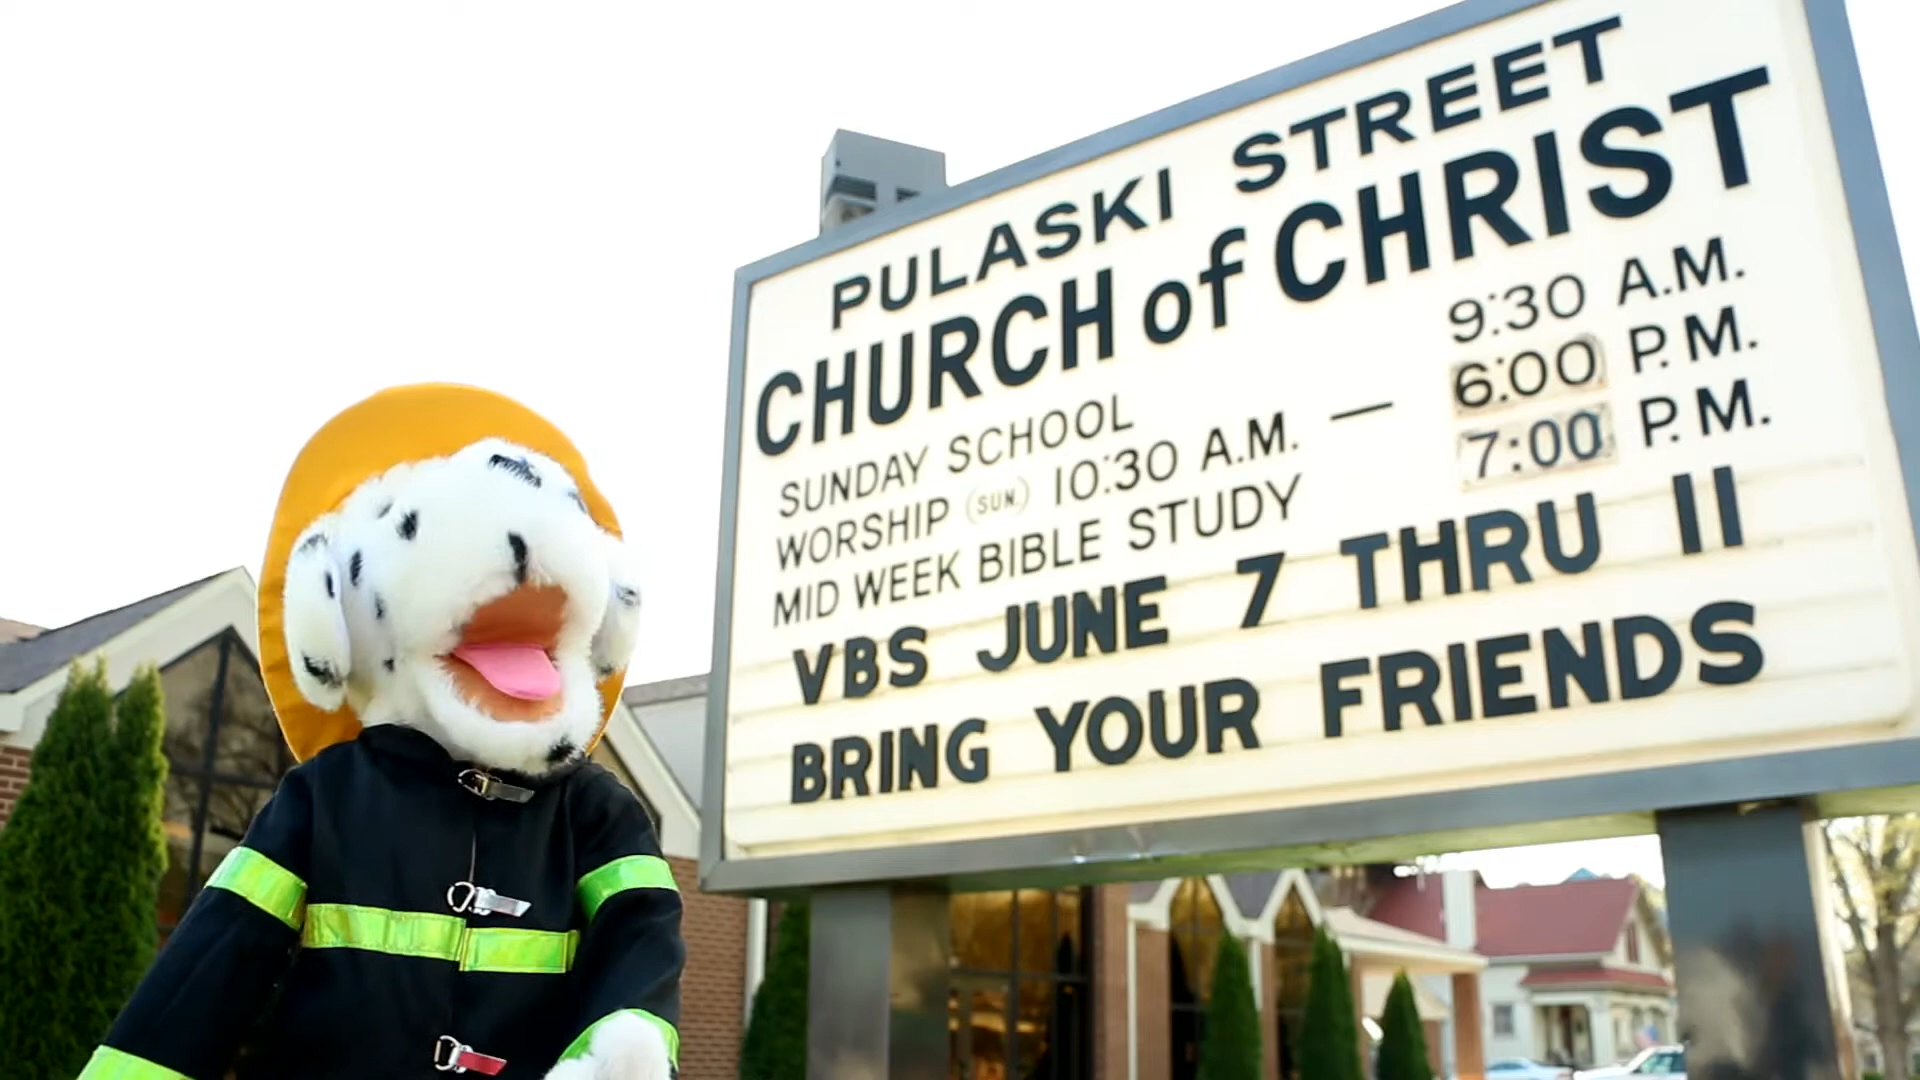 PULASKI STREET
CHURCH of CHRIST
SUNDAY SCHOOL 9:30 A.M.
WORSHIP (SUN.) 10:30 A.M. — 6:00 P.M.
MID WEEK BIBLE STUDY 7:00 P.M.
VBS JUNE 7 THRU 11
BRING YOUR FRIENDS